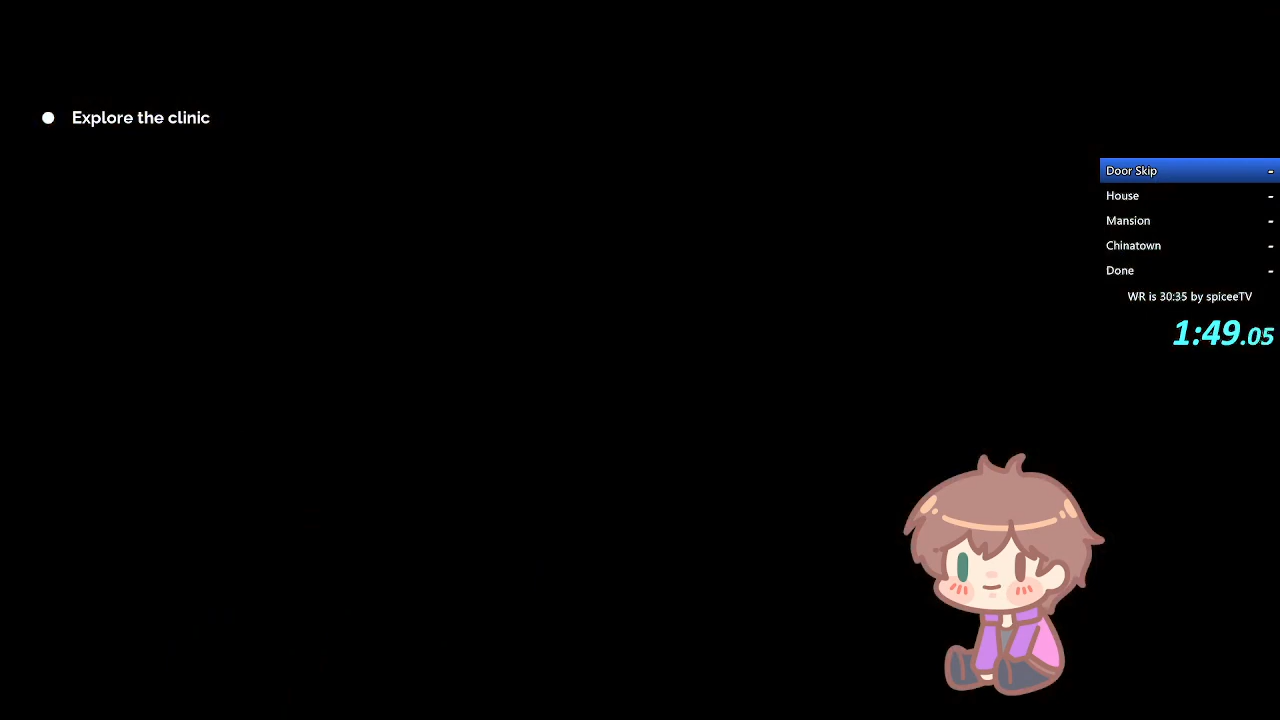 Explore the clinic
Door Skip -
House -
Mansion -
Chinatown -
Done -
WR is 30:35 by spiceeTV
1:49.05